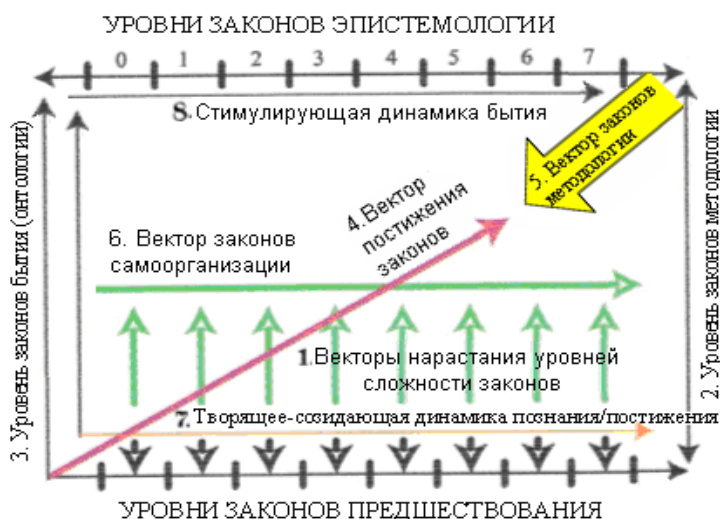 УРОВНИ ЗАКОНОВ ЭПИСТЕМОЛОГИИ
0 1 2 3 4 5 6 7
8. Стимулирующая динамика бытия
5. Вектор законов
методологии
4. Вектор
постижения
законов
6. Вектор законов
самоорганизации
3. Уровень законов бытия (онтологии)
2. Уровень законов методологии
1. Векторы нарастания уровней
сложности законов
7. Творящее-созидающая динамика познания/постижения
УРОВНИ ЗАКОНОВ ПРЕДШЕСТВОВАНИЯ